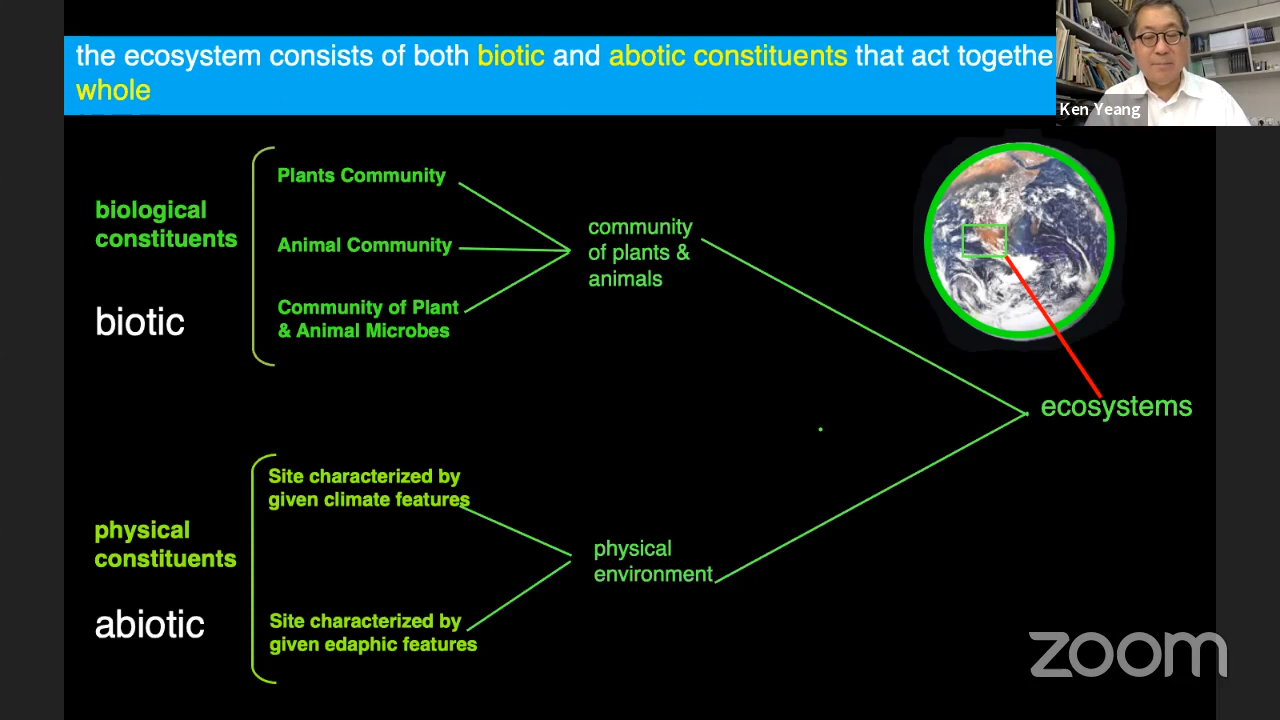 the ecosystem consists of both biotic and abotic constituents that act togethe
whole
Ken Yeang
Plants Community
biological
constituents
Animal Community
biotic
Community of Plant
& Animal Microbes
community
of plants &
animals
ecosystems
Site characterized by
given climate features
physical
constituents
abiotic
Site characterized by
given edaphic features
physical
environment
zoom